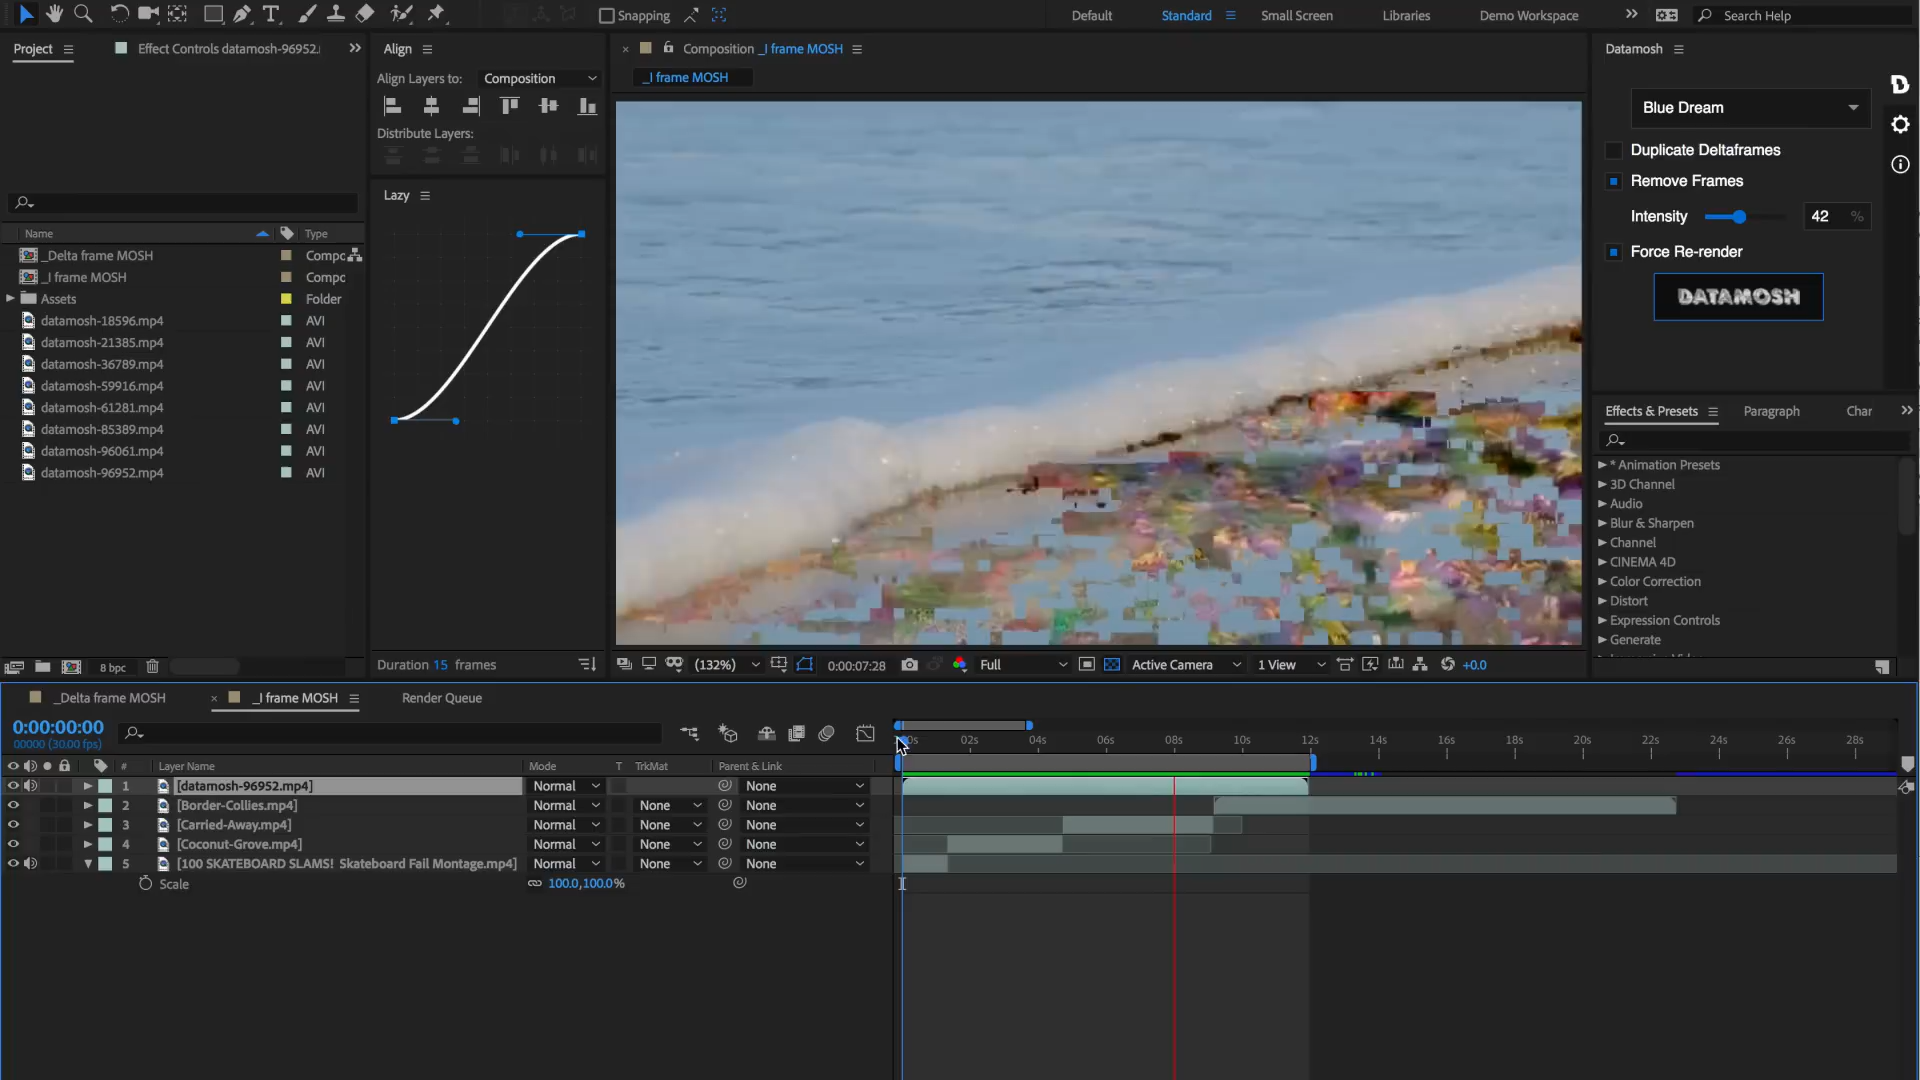 Snapping
Default
Standard
Small Screen
Libraries
Demo Workspace
Search Help
Project
Effect Controls datamosh-96952.
Align
Composition _I frame MOSH
Datamosh
Align Layers to:
Composition
_I frame MOSH
Distribute Layers:
Blue Dream
Duplicate Deltaframes
Remove Frames
Intensity
42 %
Force Re-render
DATAMOSH
Lazy
Name
Type
_Delta frame MOSH
Compc
_I frame MOSH
Compc
Assets
Folder
datamosh-18596.mp4
AVI
datamosh-21385.mp4
AVI
datamosh-36789.mp4
AVI
datamosh-59916.mp4
AVI
datamosh-61281.mp4
AVI
datamosh-85389.mp4
AVI
datamosh-96061.mp4
AVI
datamosh-96952.mp4
AVI
Effects & Presets
Paragraph
Char
* Animation Presets
3D Channel
Audio
Blur & Sharpen
Channel
CINEMA 4D
Color Correction
Distort
Expression Controls
Generate
8 bpc
Duration 15 frames
(132%)
0:00:07:28
Full
Active Camera
1 View
+0.0
_Delta frame MOSH
_I frame MOSH
Render Queue
0:00:00:00
00000 (30.00 fps)
02s 04s 06s 08s 10s 12s 14s 16s 18s 20s 22s 24s 26s 28s
# Layer Name Mode T TrkMat Parent & Link
1 [datamosh-96952.mp4] Normal None
2 [Border-Collies.mp4] Normal None None
3 [Carried-Away.mp4] Normal None None
4 [Coconut-Grove.mp4] Normal None None
5 [100 SKATEBOARD SLAMS! Skateboard Fail Montage.mp4] Normal None None
Scale 100.0,100.0%